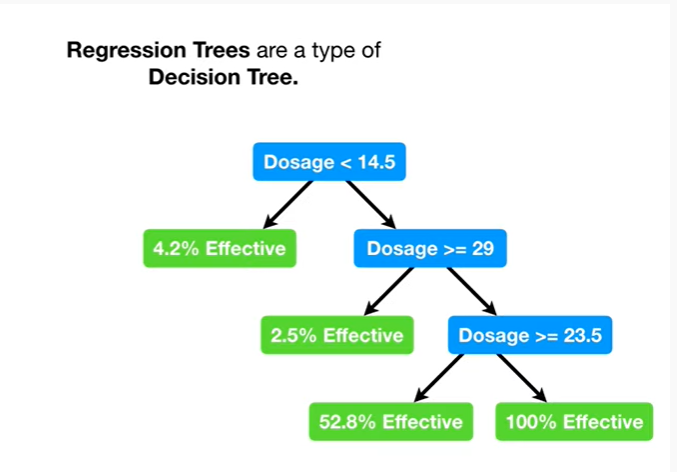 Regression Trees are a type of
Decision Tree.
Dosage < 14.5
4.2% Effective
Dosage >= 29
2.5% Effective
Dosage >= 23.5
52.8% Effective
100% Effective